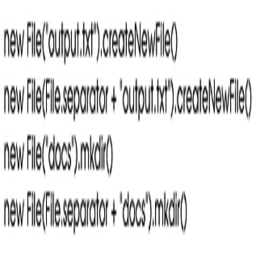 new File("output.txt").createNewFile()
new File(File.separator + "output.txt").createNewFile()
new File("docs").mkdir()
new File(File.separator + "docs").mkdir()